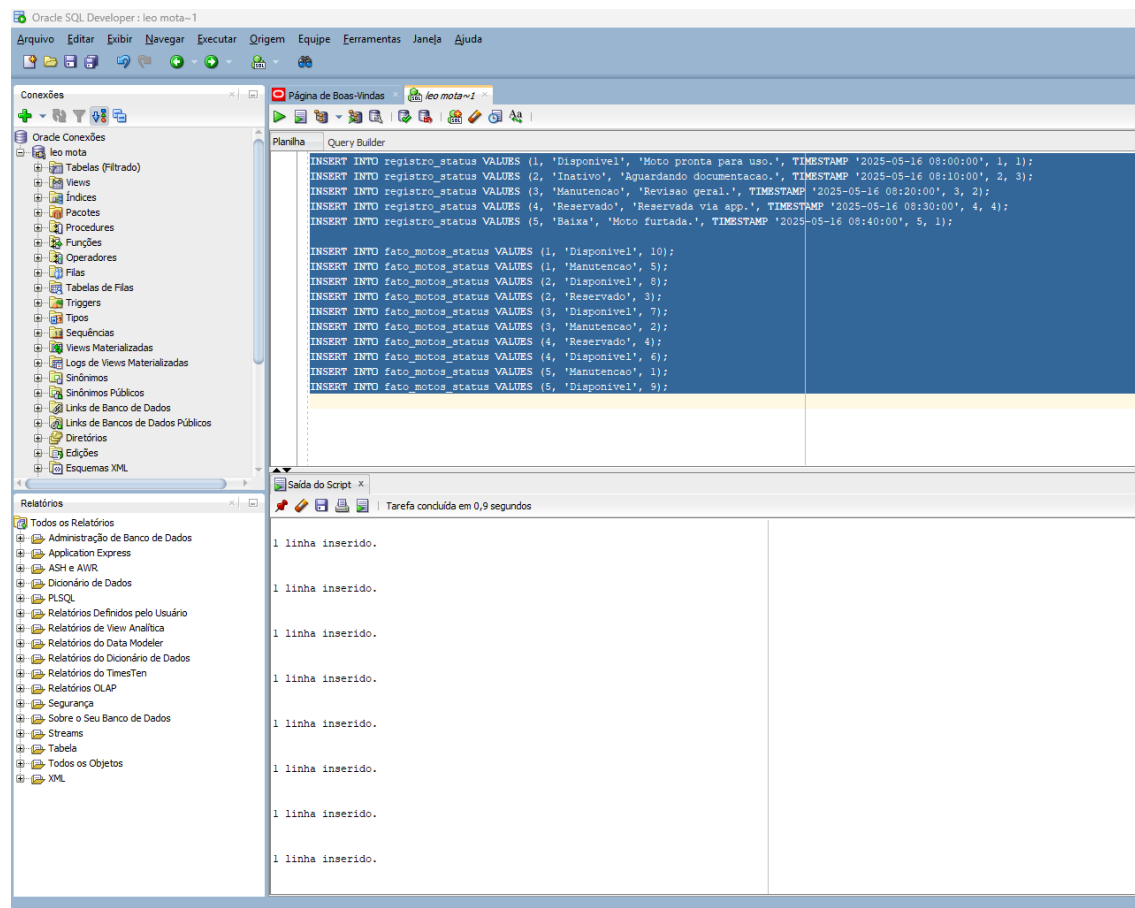 Oracle SQL Developer : leo mota~1
Arquivo Editar Exibir Navegar Executar Origem Equipe Ferramentas Janela Ajuda
Conexões
Oracle Conexões
leo mota
Tabelas (Filtrado)
Views
Índices
Pacotes
Procedures
Funções
Operadores
Filas
Tabelas de Filas
Triggers
Tipos
Sequências
Views Materializadas
Logs de Views Materializadas
Sinônimos
Sinônimos Públicos
Links de Banco de Dados
Links de Bancos de Dados Públicos
Diretórios
Edições
Esquemas XML
Relatórios
Todos os Relatórios
Administração de Banco de Dados
Application Express
ASH e AWR
Dicionário de Dados
PLSQL
Relatórios Definidos pelo Usuário
Relatórios de View Analítica
Relatórios do Data Modeler
Relatórios do Dicionário de Dados
Relatórios do TimesTen
Relatórios OLAP
Segurança
Sobre o Seu Banco de Dados
Streams
Tabela
Todos os Objetos
XML
Página de Boas-Vindas leo mota~1
Planilha Query Builder
INSERT INTO registro_status VALUES (1, 'Disponivel', 'Moto pronta para uso.', TIMESTAMP '2025-05-16 08:00:00', 1, 1);
INSERT INTO registro_status VALUES (2, 'Inativo', 'Aguardando documentacao.', TIMESTAMP '2025-05-16 08:10:00', 2, 3);
INSERT INTO registro_status VALUES (3, 'Manutencao', 'Revisao geral.', TIMESTAMP '2025-05-16 08:20:00', 3, 2);
INSERT INTO registro_status VALUES (4, 'Reservado', 'Reservada via app.', TIMESTAMP '2025-05-16 08:30:00', 4, 4);
INSERT INTO registro_status VALUES (5, 'Baixa', 'Moto furtada.', TIMESTAMP '2025-05-16 08:40:00', 5, 1);
INSERT INTO fato_motos_status VALUES (1, 'Disponivel', 10);
INSERT INTO fato_motos_status VALUES (1, 'Manutencao', 5);
INSERT INTO fato_motos_status VALUES (2, 'Disponivel', 8);
INSERT INTO fato_motos_status VALUES (2, 'Reservado', 3);
INSERT INTO fato_motos_status VALUES (3, 'Disponivel', 7);
INSERT INTO fato_motos_status VALUES (3, 'Manutencao', 2);
INSERT INTO fato_motos_status VALUES (4, 'Reservado', 4);
INSERT INTO fato_motos_status VALUES (4, 'Disponivel', 6);
INSERT INTO fato_motos_status VALUES (5, 'Manutencao', 1);
INSERT INTO fato_motos_status VALUES (5, 'Disponivel', 9);
Saída do Script
Tarefa concluída em 0,9 segundos
1 linha inserido.
1 linha inserido.
1 linha inserido.
1 linha inserido.
1 linha inserido.
1 linha inserido.
1 linha inserido.
1 linha inserido.